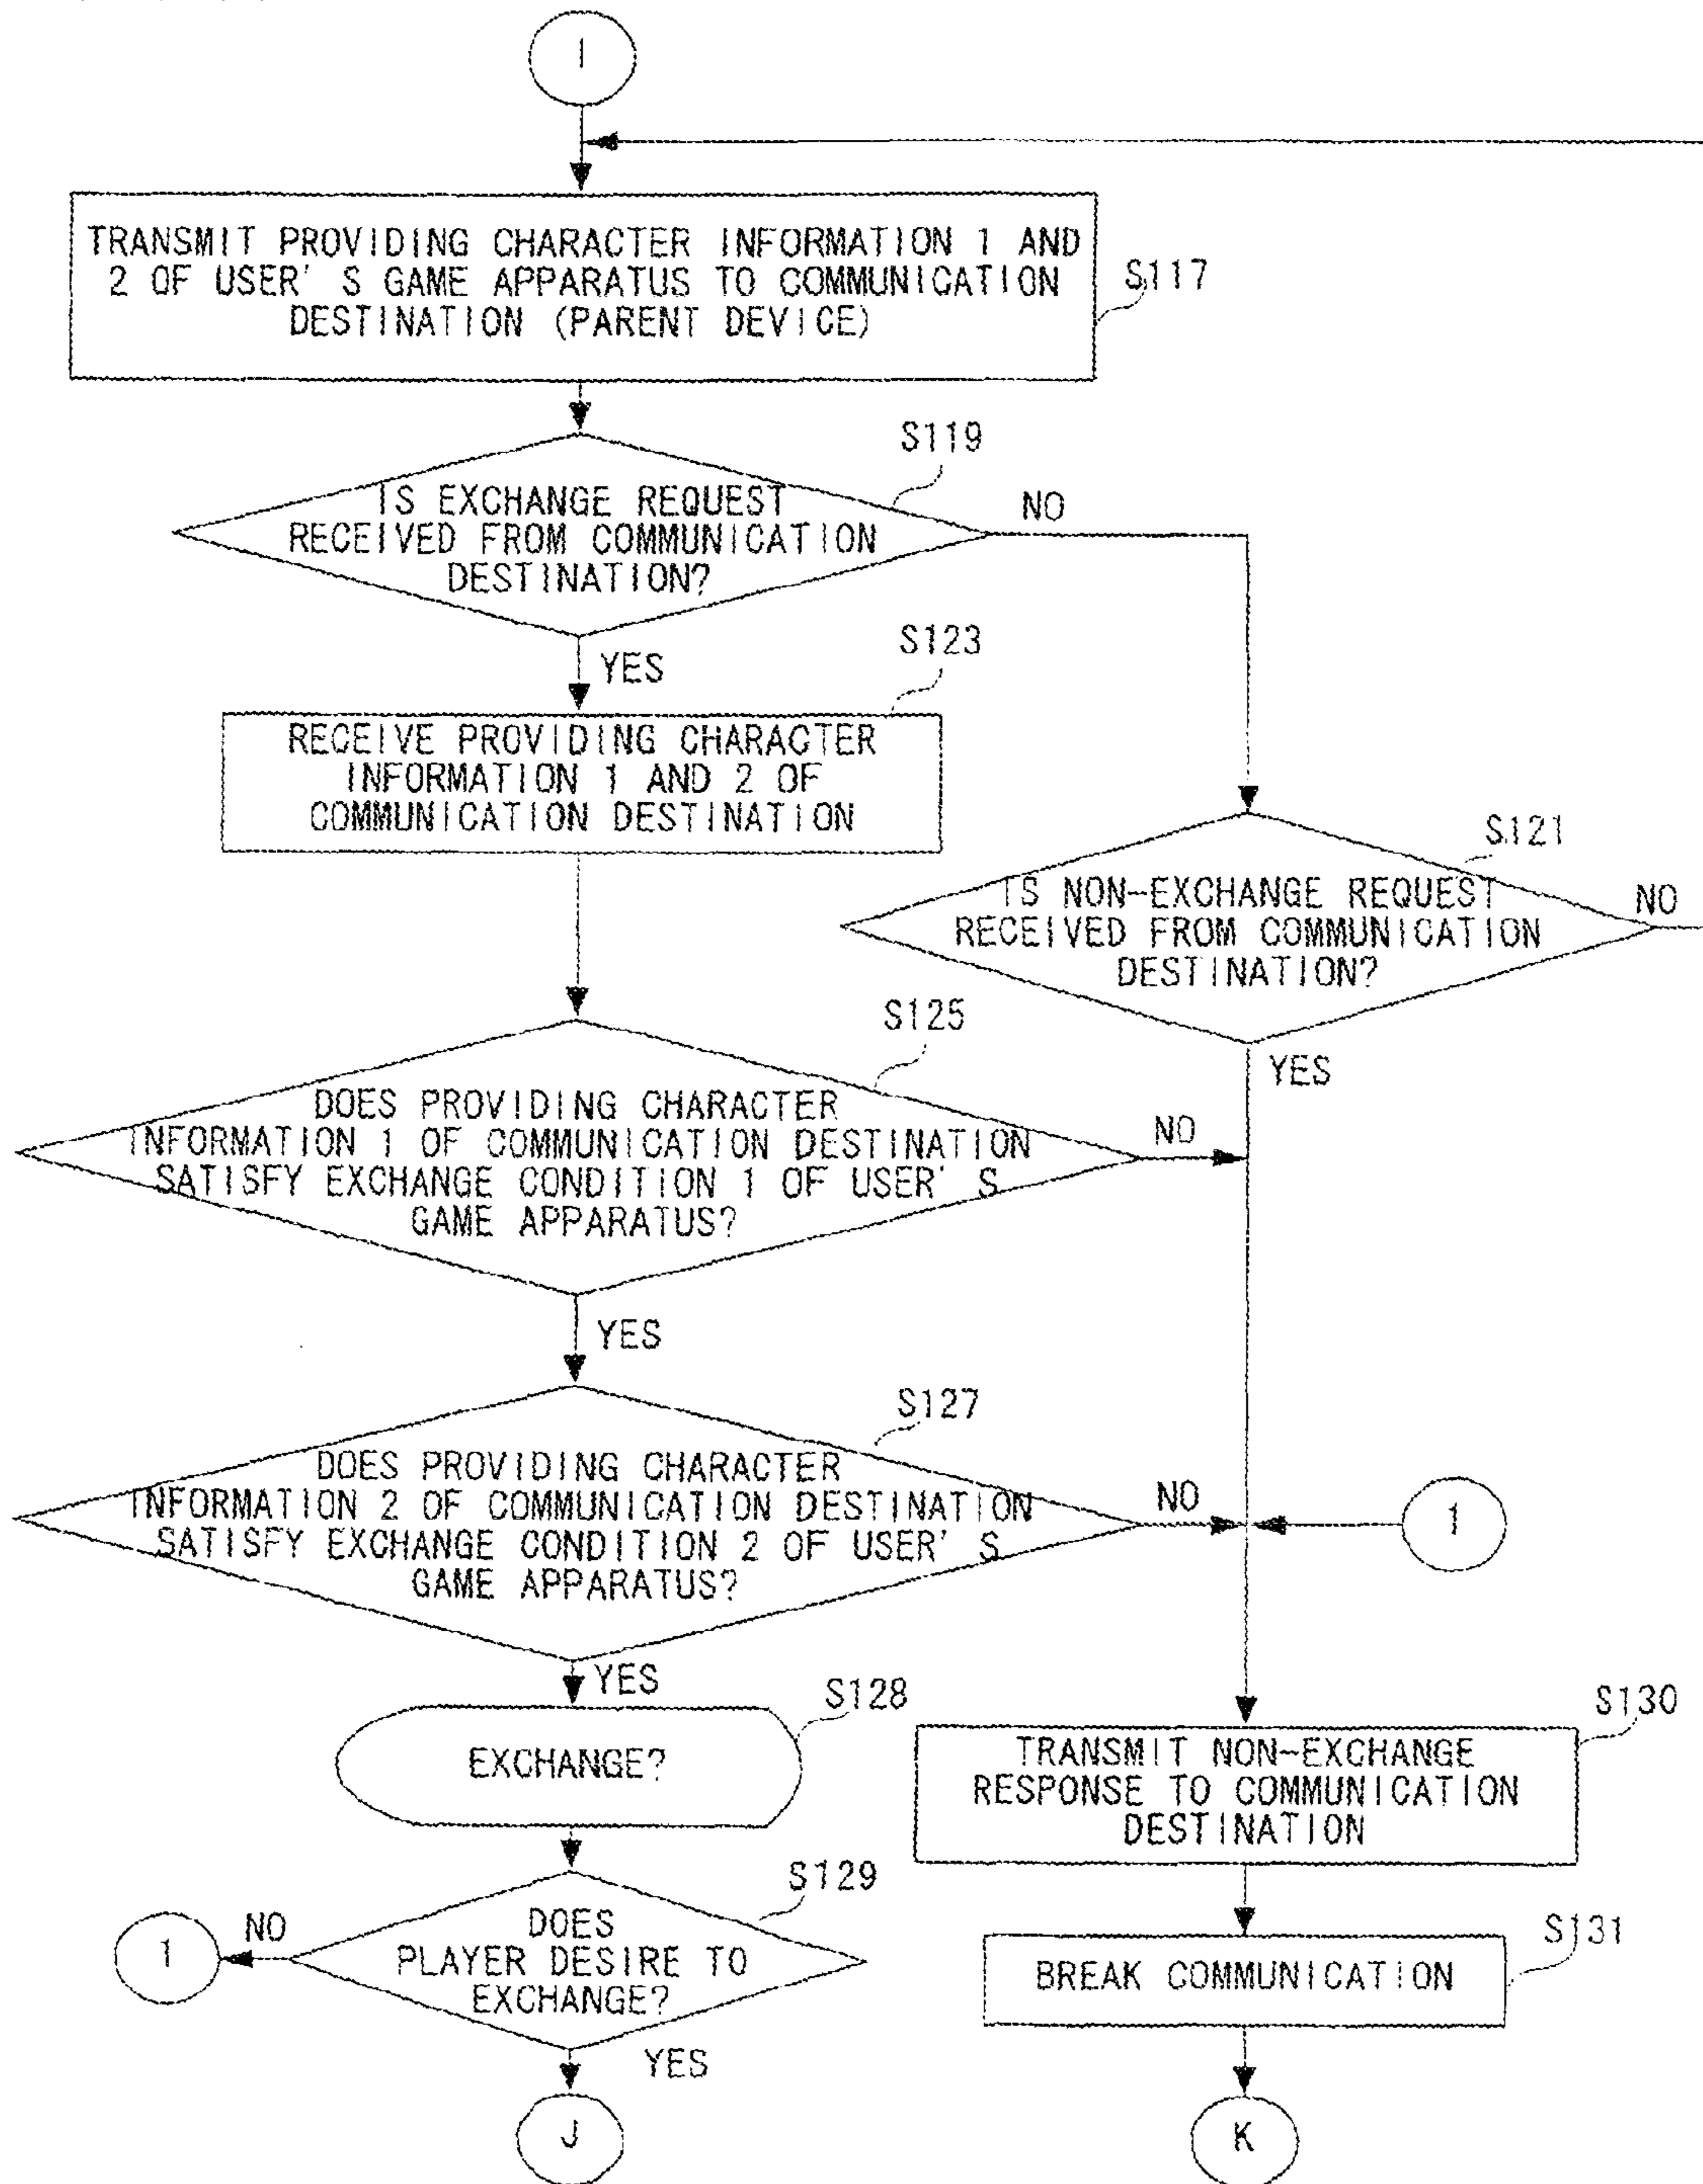 I
TRANSMIT PROVIDING CHARACTER INFORMATION 1 AND
2 OF USER' S GAME APPARATUS TO COMMUNICATION
DESTINATION (PARENT DEVICE)
S117
S119
IS EXCHANGE REQUEST
RECEIVED FROM COMMUNICATION
DESTINATION?
NO
YES
S123
RECEIVE PROVIDING CHARACTER
INFORMATION 1 AND 2 OF
COMMUNICATION DESTINATION
S121
IS NON-EXCHANGE REQUEST
RECEIVED FROM COMMUNICATION
DESTINATION?
NO
YES
S125
DOES PROVIDING CHARACTER
INFORMATION 1 OF COMMUNICATION DESTINATION
SATISFY EXCHANGE CONDITION 1 OF USER' S
GAME APPARATUS?
NO
YES
S127
DOES PROVIDING CHARACTER
INFORMATION 2 OF COMMUNICATION DESTINATION
SATISFY EXCHANGE CONDITION 2 OF USER' S
GAME APPARATUS?
NO
1
YES
S128
EXCHANGE?
S130
TRANSMIT NON-EXCHANGE
RESPONSE TO COMMUNICATION
DESTINATION
S129
DOES
PLAYER DESIRE TO
EXCHANGE?
NO
1
YES
S131
BREAK COMMUNICATION
J
K